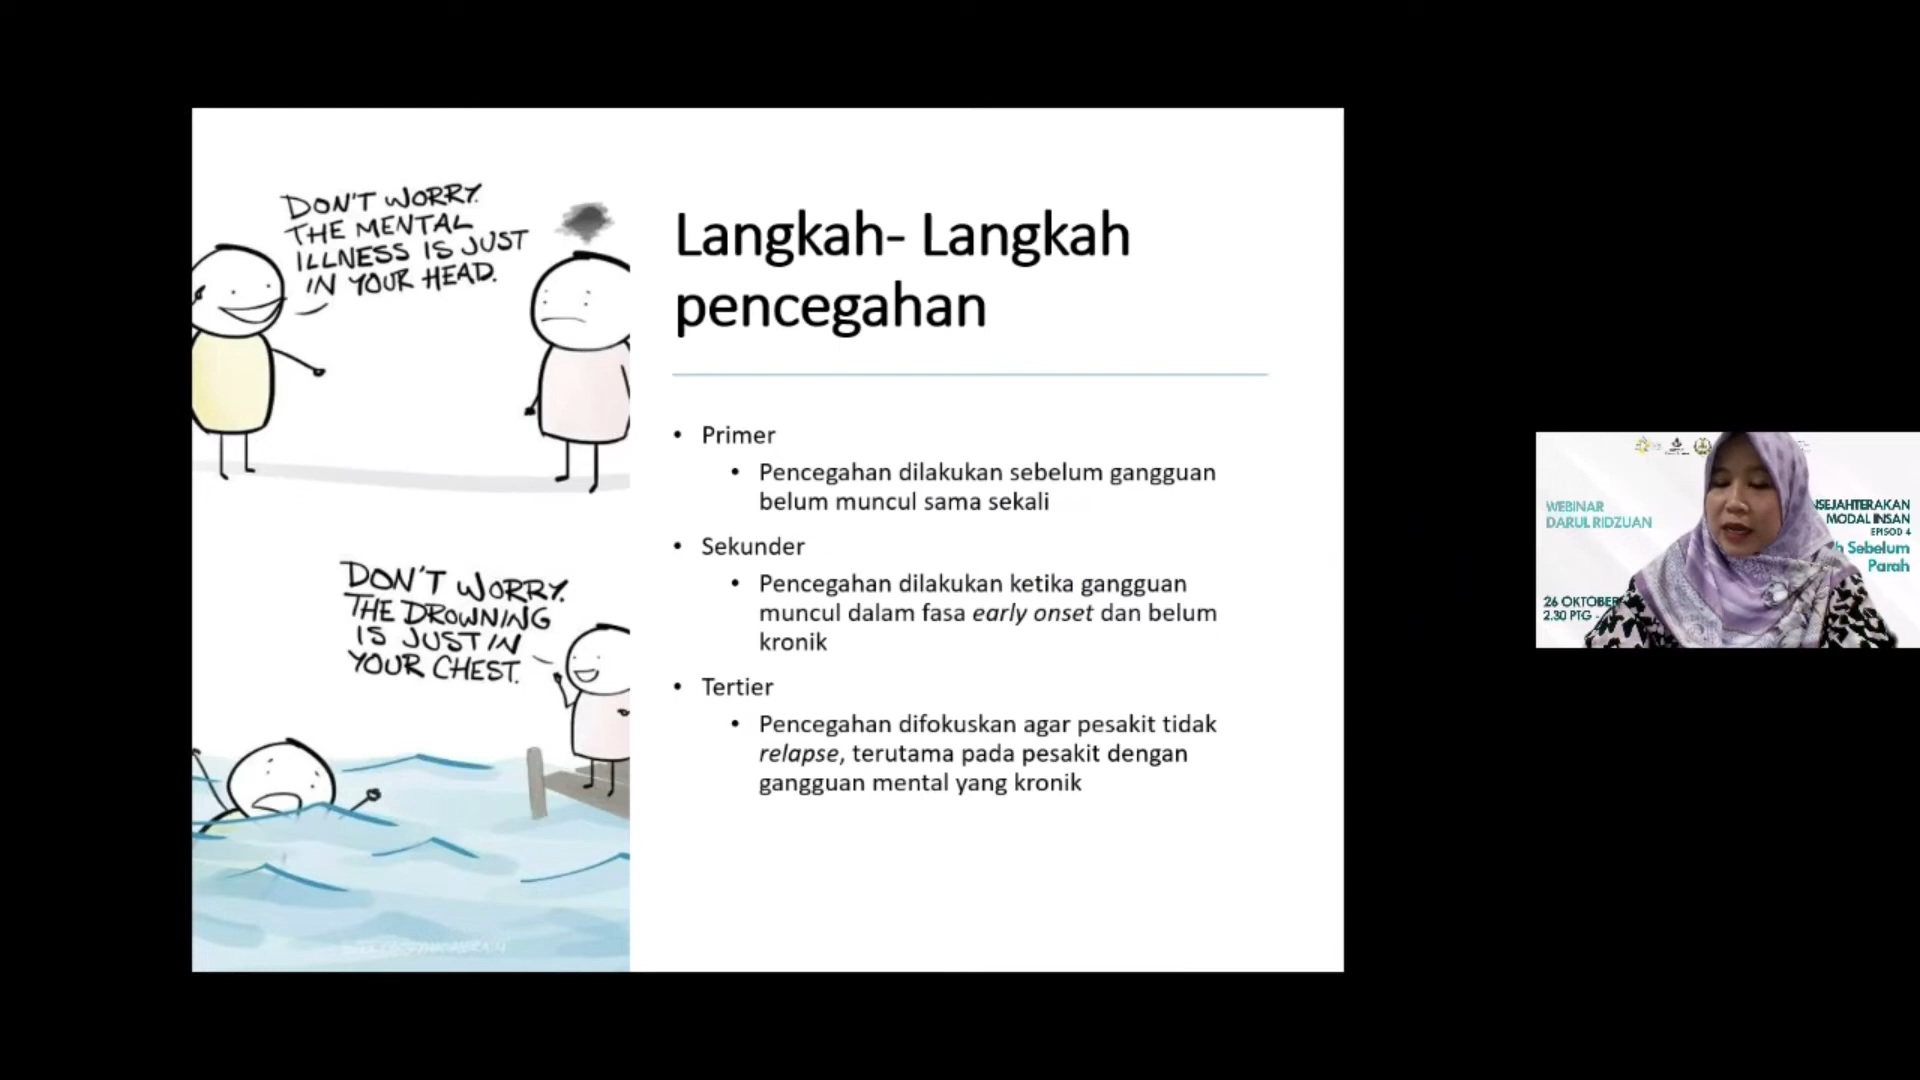 DON'T WORRY.
THE MENTAL
ILLNESS IS JUST
IN YOUR HEAD.
DON'T WORRY.
THE DROWNING
IS JUST IN
YOUR CHEST.
Langkah- Langkah
pencegahan
• Primer
• Pencegahan dilakukan sebelum gangguan
belum muncul sama sekali
• Sekunder
• Pencegahan dilakukan ketika gangguan
muncul dalam fasa early onset dan belum
kronik
• Tertier
• Pencegahan difokuskan agar pesakit tidak
relapse, terutama pada pesakit dengan
gangguan mental yang kronik
WEBINAR
DARUL RIDZUAN
26 OKTOBER
2.30 PTG
SEJAHTERAKAN
MODAL INSAN
EPISOD 4
Sebelum
Parah